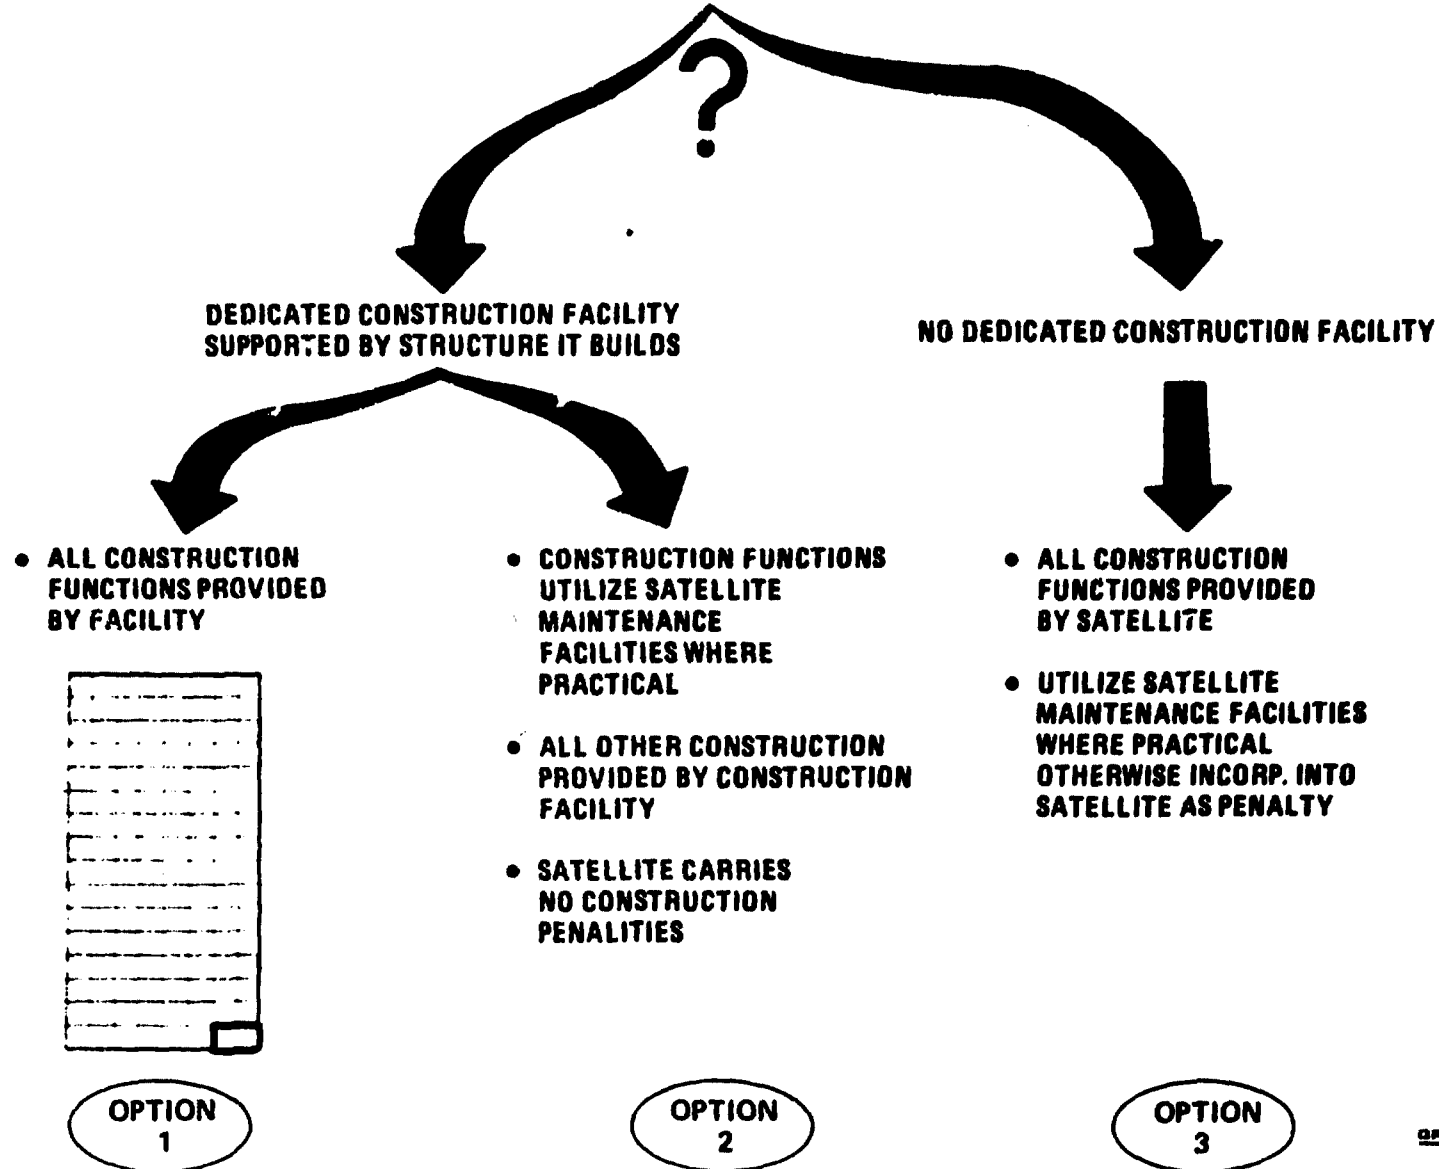 ?
DEDICATED CONSTRUCTION FACILITY
SUPPORTED BY STRUCTURE IT BUILDS
NO DEDICATED CONSTRUCTION FACILITY
• ALL CONSTRUCTION
FUNCTIONS PROVIDED
BY FACILITY
• CONSTRUCTION FUNCTIONS
UTILIZE SATELLITE
MAINTENANCE
FACILITIES WHERE
PRACTICAL
• ALL OTHER CONSTRUCTION
PROVIDED BY CONSTRUCTION
FACILITY
• SATELLITE CARRIES
NO CONSTRUCTION
PENALITIES
• ALL CONSTRUCTION
FUNCTIONS PROVIDED
BY SATELLITE
• UTILIZE SATELLITE
MAINTENANCE FACILITIES
WHERE PRACTICAL
OTHERWISE INCORP. INTO
SATELLITE AS PENALTY
OPTION
1
OPTION
2
OPTION
3